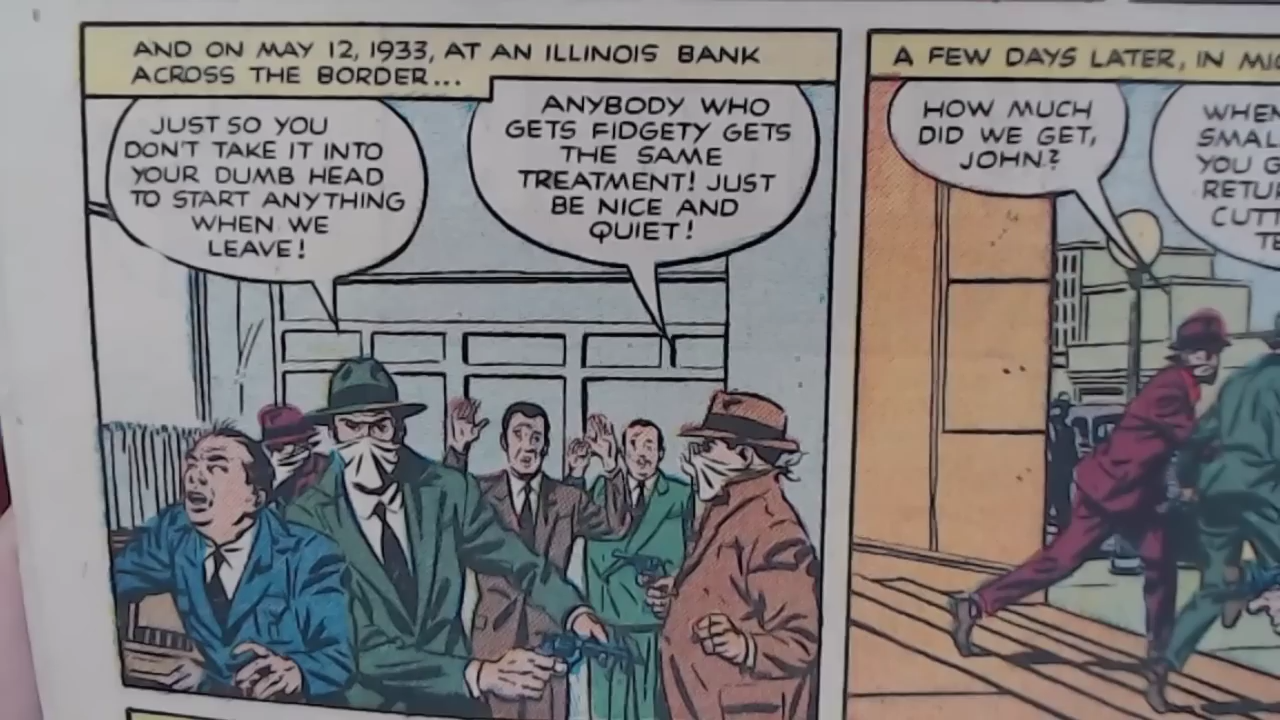 AND ON MAY 12, 1933, AT AN ILLINOIS BANK
ACROSS THE BORDER...
JUST SO YOU
DON'T TAKE IT INTO
YOUR DUMB HEAD
TO START ANYTHING
WHEN WE
LEAVE!
ANYBODY WHO
GETS FIDGETY GETS
THE SAME
TREATMENT! JUST
BE NICE AND
QUIET!
A FEW DAYS LATER, IN
HOW MUCH
DID WE GET,
JOHN?
WHEN
YOU